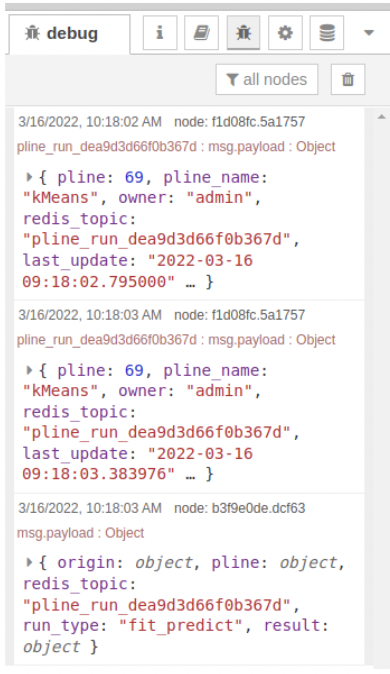 debug
i
all nodes
3/16/2022, 10:18:02 AM node: f1d08fc.5a1757
pline_run_dea9d3d66f0b367d : msg.payload : Object
{ pline: 69, pline_name:
"kMeans", owner: "admin",
redis_topic:
"pline_run_dea9d3d66f0b367d",
last_update: "2022-03-16
09:18:02.795000" … }
3/16/2022, 10:18:03 AM node: f1d08fc.5a1757
pline_run_dea9d3d66f0b367d : msg.payload : Object
{ pline: 69, pline_name:
"kMeans", owner: "admin",
redis_topic:
"pline_run_dea9d3d66f0b367d",
last_update: "2022-03-16
09:18:03.383976" … }
3/16/2022, 10:18:03 AM node: b3f9e0de.dcf63
msg.payload : Object
{ origin: object, pline: object,
redis_topic:
"pline_run_dea9d3d66f0b367d",
run_type: "fit_predict", result:
object }